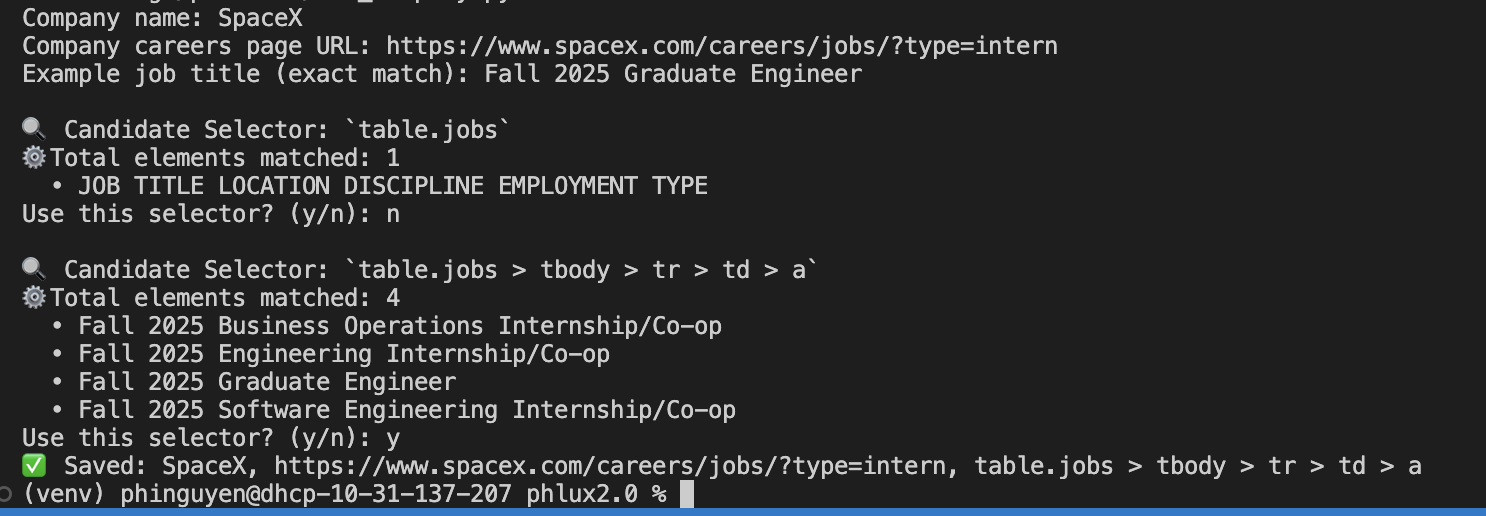 Company name: SpaceX
Company careers page URL: https://www.spacex.com/careers/jobs/?type=intern
Example job title (exact match): Fall 2025 Graduate Engineer
🔍 Candidate Selector: `table.jobs`
⚙️Total elements matched: 1
• JOB TITLE LOCATION DISCIPLINE EMPLOYMENT TYPE
Use this selector? (y/n): n
🔍 Candidate Selector: `table.jobs > tbody > tr > td > a`
⚙️Total elements matched: 4
• Fall 2025 Business Operations Internship/Co-op
• Fall 2025 Engineering Internship/Co-op
• Fall 2025 Graduate Engineer
• Fall 2025 Software Engineering Internship/Co-op
Use this selector? (y/n): y
✅ Saved: SpaceX, https://www.spacex.com/careers/jobs/?type=intern, table.jobs > tbody > tr > td > a
(venv) phinguyen@dhcp-10-31-137-207 phlux2.0 %